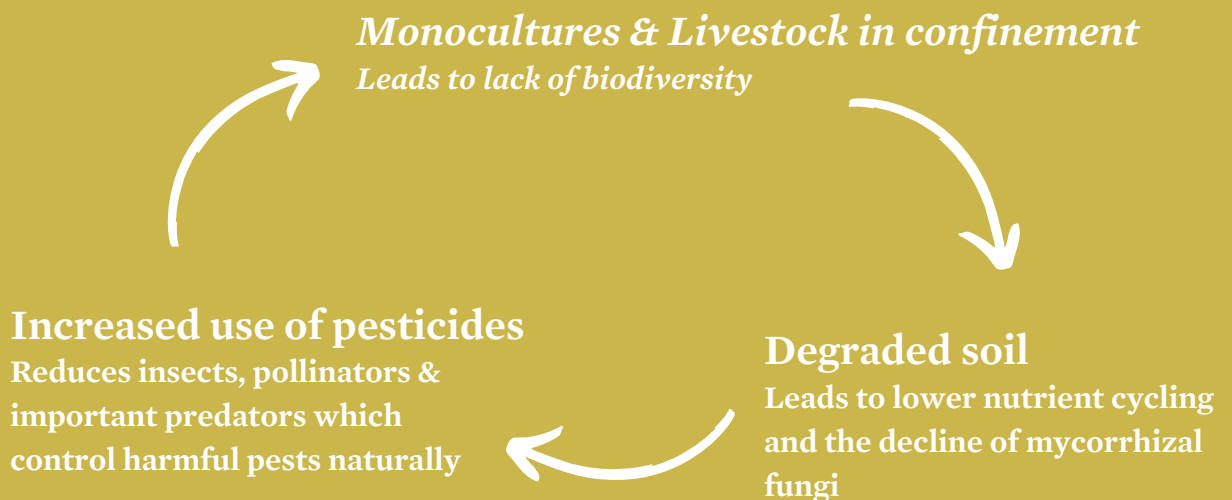 Monocultures & Livestock in confinement
Leads to lack of biodiversity
Degraded soil
Leads to lower nutrient cycling
and the decline of mycorrhizal
fungi
Increased use of pesticides
Reduces insects, pollinators &
important predators which
control harmful pests naturally